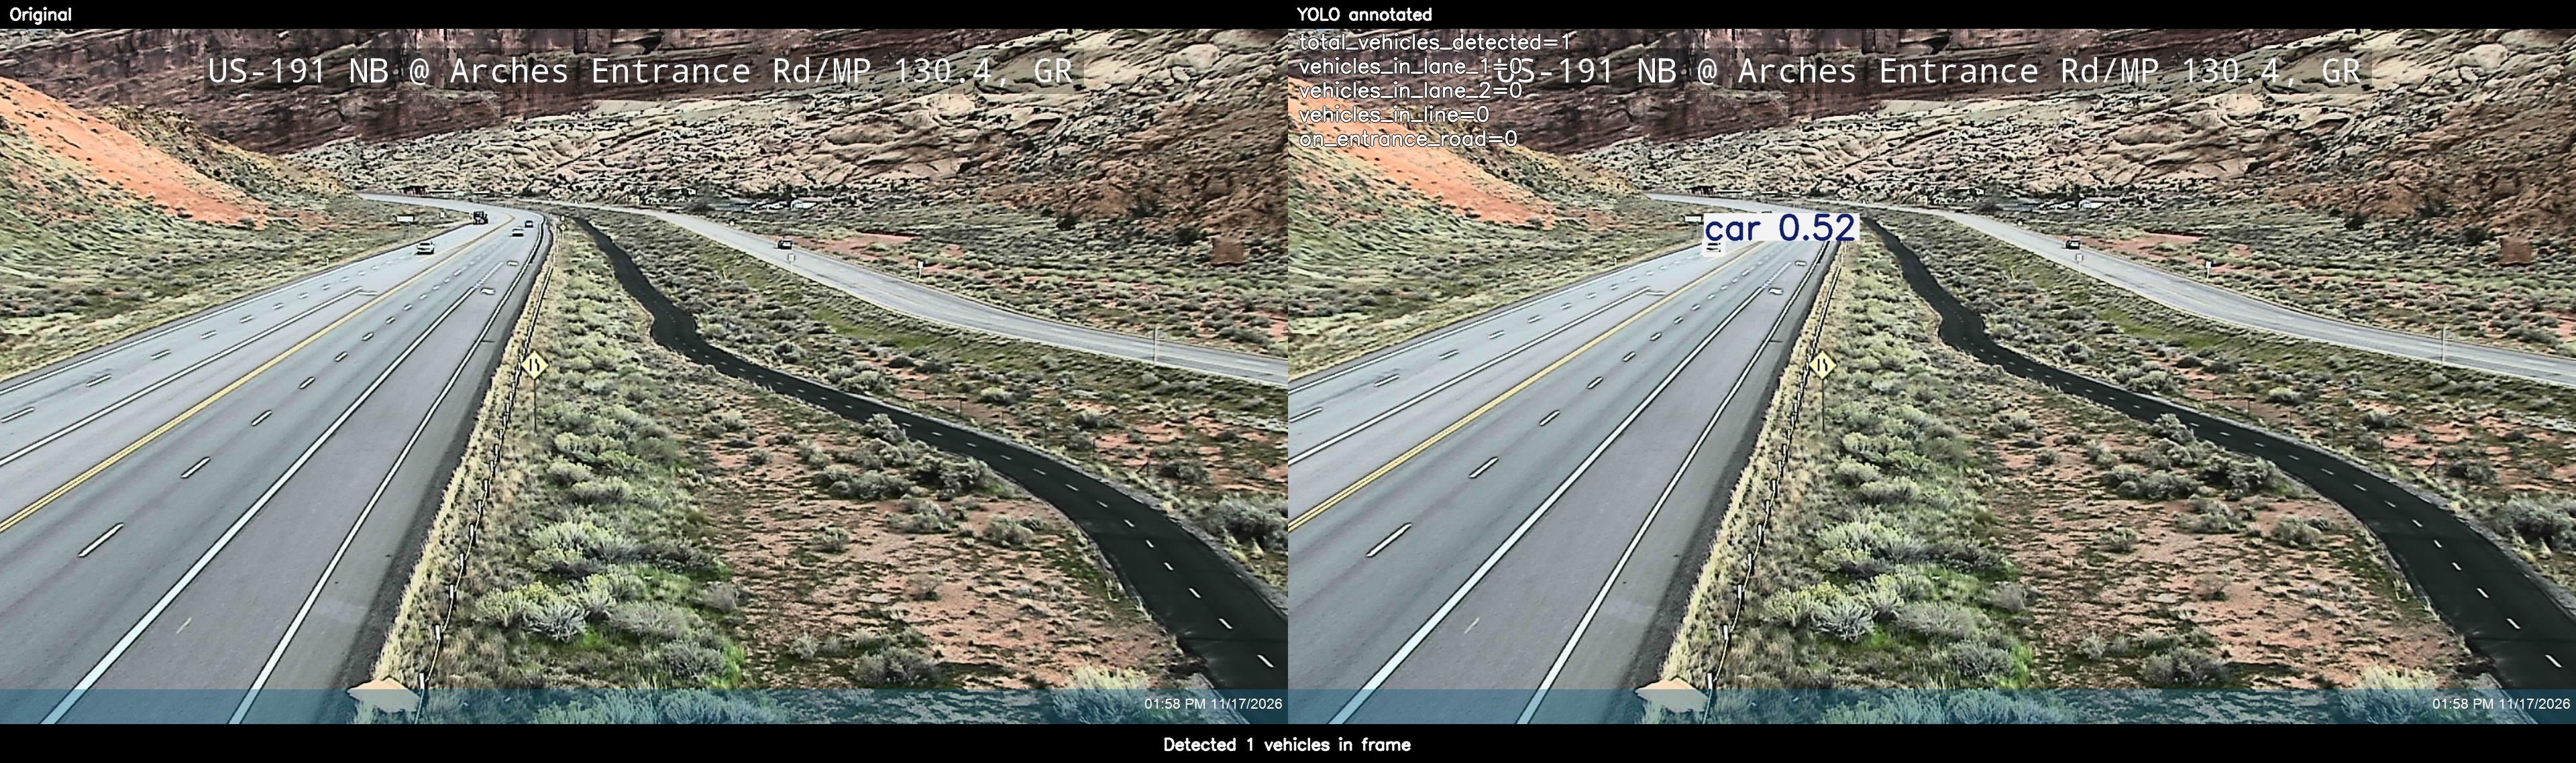 Original
US-191 NB @ Arches Entrance Rd/MP 130.4, GR
01:58 PM 11/17/2026
YOLO annotated
total_vehicles_detected=1
vehicles_in_lane_1=0
US-191 NB @ Arches Entrance Rd/MP 130.4, GR
vehicles_in_lane_2=0
vehicles_in_line=0
on_entrance_road=0
car 0.52
01:58 PM 11/17/2026
Detected 1 vehicles in frame